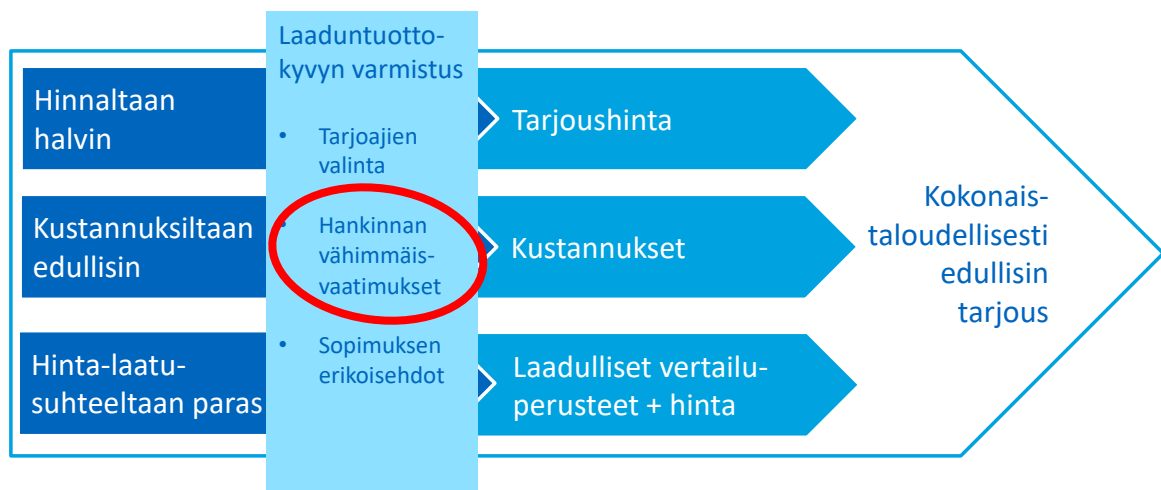 Laaduntuotto-
kyvyn varmistus
Hinnaltaan
halvin
• Tarjoajien
valinta
Tarjoushinta
Kustannuksiltaan
edullisin
• Hankinnan
vähimmäis-
vaatimukset
Kustannukset
Hinta-laatu-
suhteeltaan paras
• Sopimuksen
erikoisehdot
Laadulliset vertailu-
perusteet + hinta
Kokonais-
taloudellisesti
edullisin
tarjous